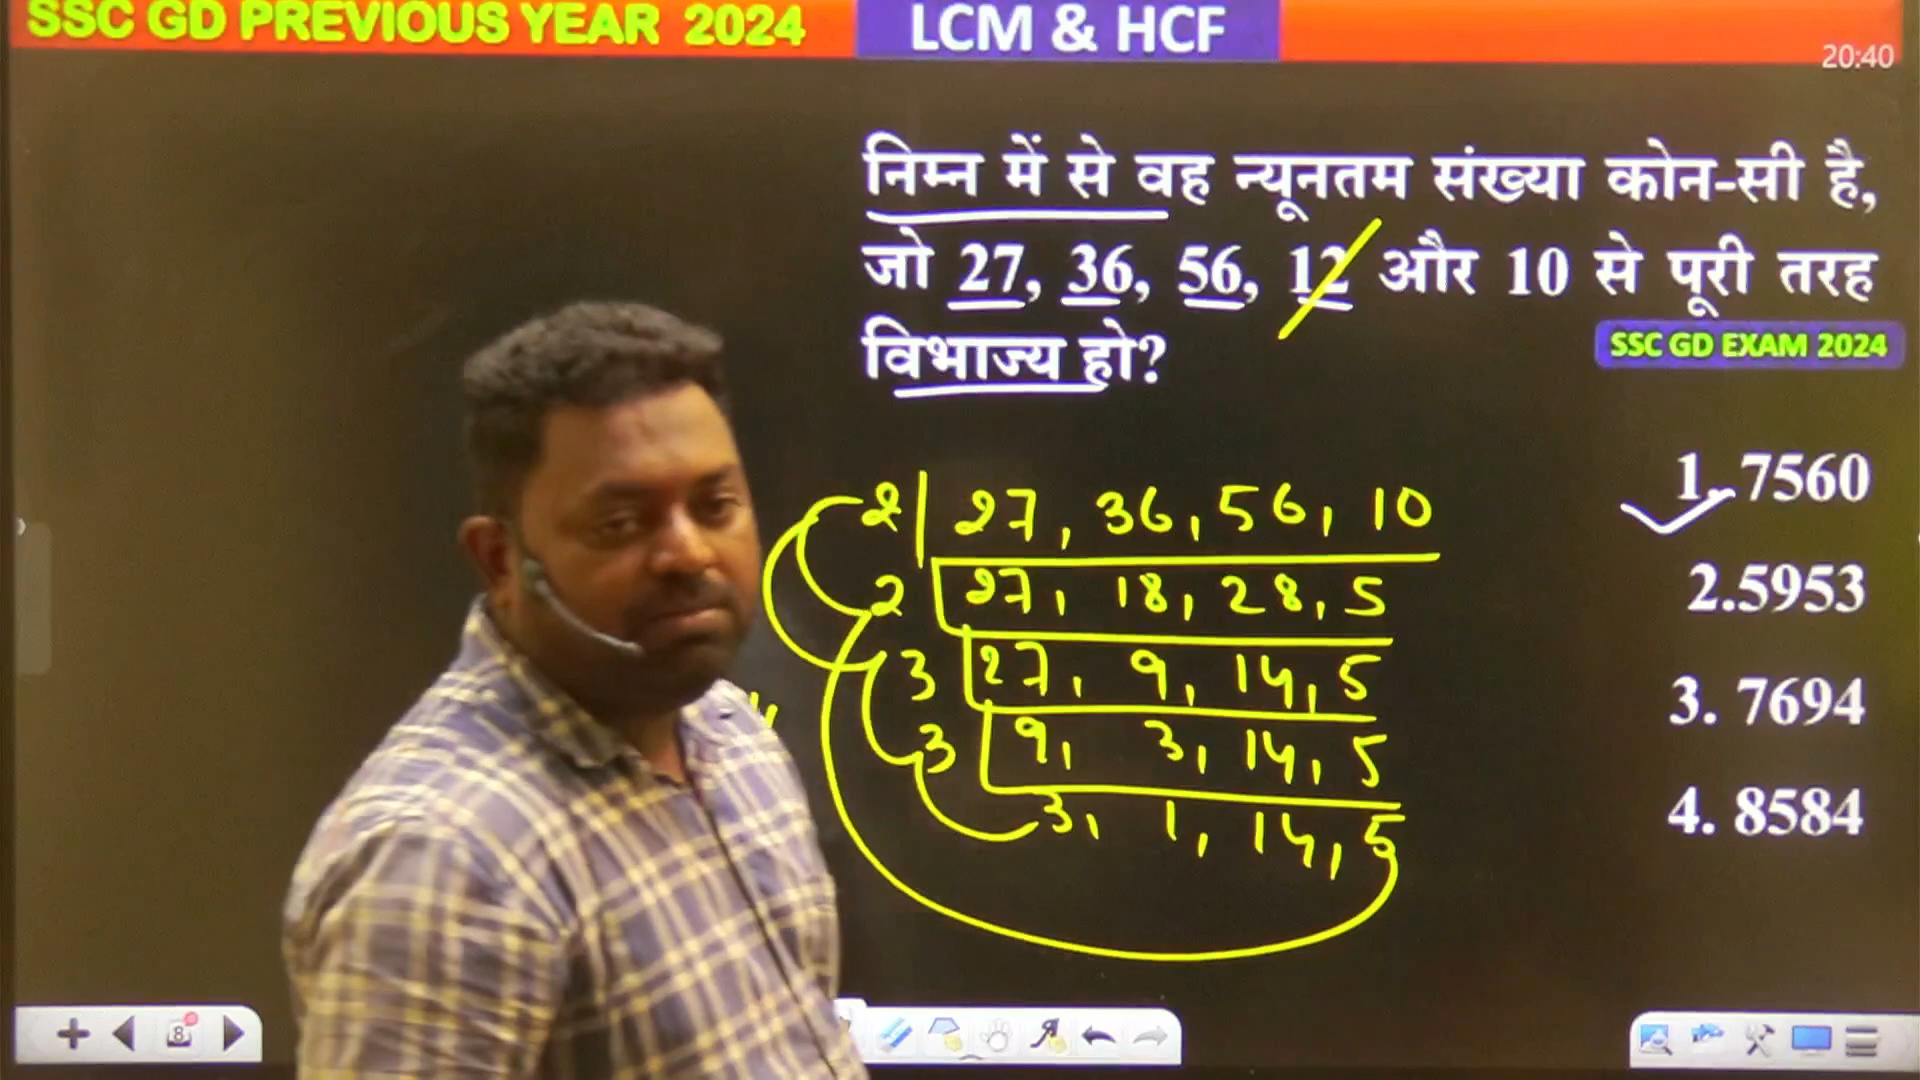 SSC GD PREVIOUS YEAR 2024
LCM & HCF
20:40
निम्न में से वह न्यूनतम संख्या कोन-सी है,
जो 27, 36, 56, 12 और 10 से पूरी तरह
विभाज्य हो?
SSC GD EXAM 2024
1. 7560
2.5953
3. 7694
4. 8584
2 27, 36, 56, 10
2 27, 18, 28, 5
3 27, 9, 14, 5
3 9, 3, 14, 5
3, 1, 14, 5
8